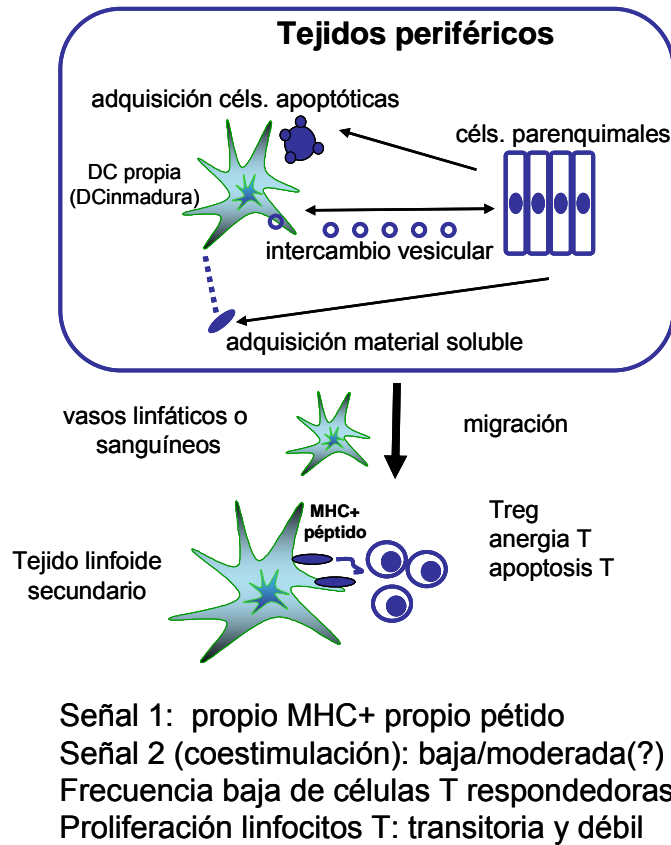 Tejidos periféricos
adquisición céls. apoptóticas
céls. parenquimales
DC propia
(DCinmadura)
intercambio vesicular
adquisición material soluble
vasos linfáticos o
sanguíneos
migración
MHC+
péptido
Treg
anergia T
apoptosis T
Tejido linfoide
secundario
Señal 1:  propio MHC+ propio pétido
Señal 2 (coestimulación): baja/moderada(?)
Frecuencia baja de células T respondedoras
Proliferación linfocitos T: transitoria y débil